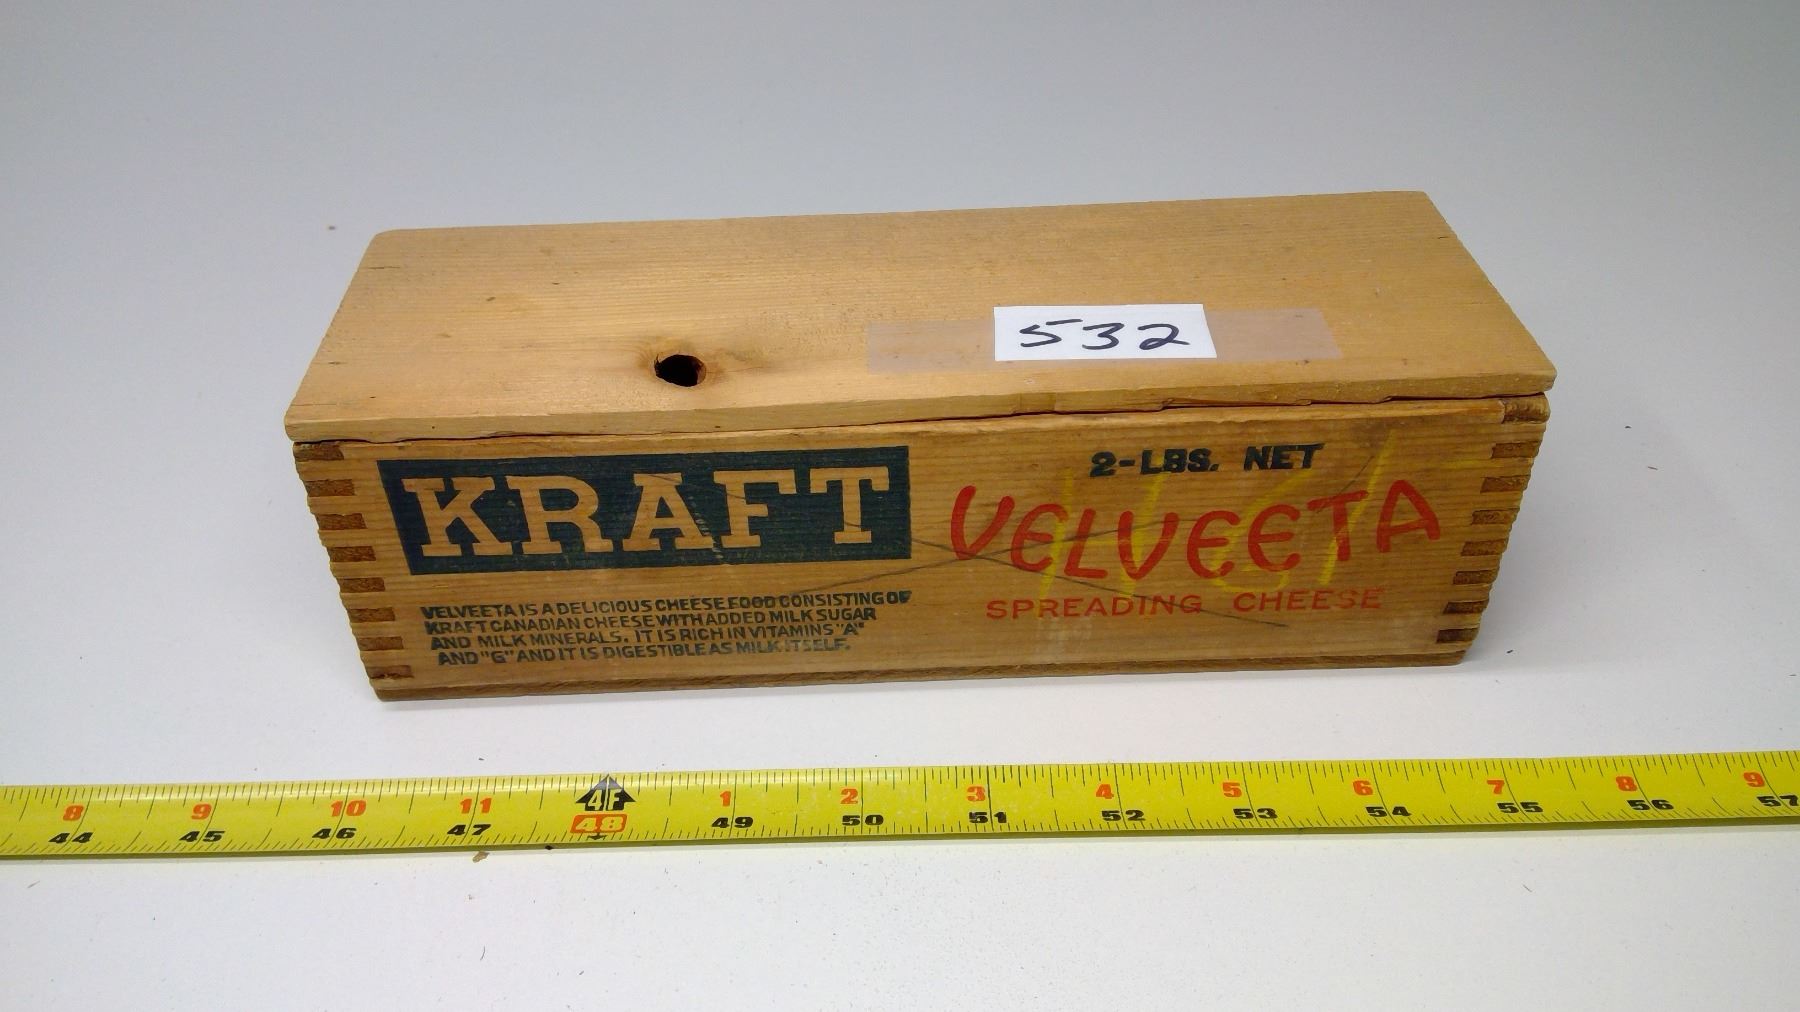 532
KRAFT
2-LBS. NET
VELVEETA
SPREADING CHEESE
VELVEETA IS A DELICIOUS CHEESE FOOD CONSISTING OF
KRAFT CANADIAN CHEESE WITH ADDED MILK SUGAR
AND MILK MINERALS. IT IS RICH IN VITAMINS "A"
AND "G" AND IT IS DIGESTIBLE AS MILK ITSELF.
8 9 10 11 4F 1 2 3 4 5 6 7 8 9
44 45 46 47 48 49 50 51 52 53 54 55 56 57